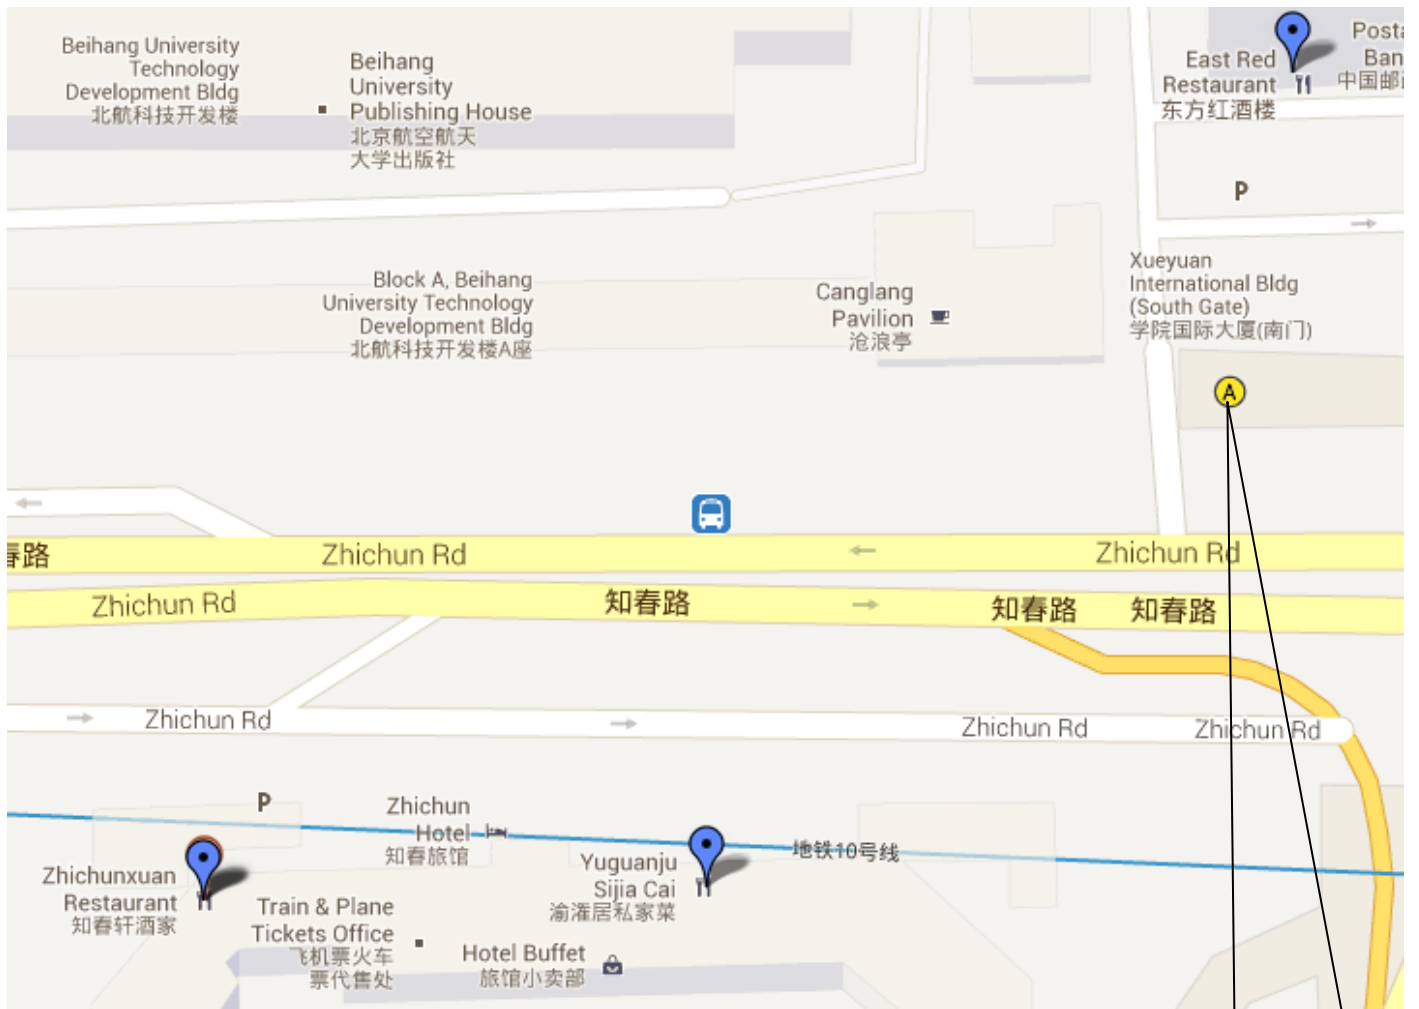 Beihang University
Technology
Development Bldg
北航科技开发楼
Beihang
University
Publishing House
北京航空航天
大学出版社
East Red
Restaurant
东方红酒楼
中国邮
P
Block A, Beihang
University Technology
Development Bldg
北航科技开发楼A座
Canglang
Pavilion
沧浪亭
Xueyuan
International Bldg
(South Gate)
学院国际大厦(南门)
A
春路
Zhichun Rd
Zhichun Rd
Zhichun Rd
知春路
知春路
知春路
Zhichun Rd
Zhichun Rd
Zhichun Rd
P
Zhichun
Hotel
知春旅馆
Zhichunxuan
Restaurant
知春轩酒家
Yuguanju
Sijia Cai
渝潅居私家菜
地铁10号线
Train & Plane
Tickets Office
飞机票火车
票代售处
Hotel Buffet
旅馆小卖部